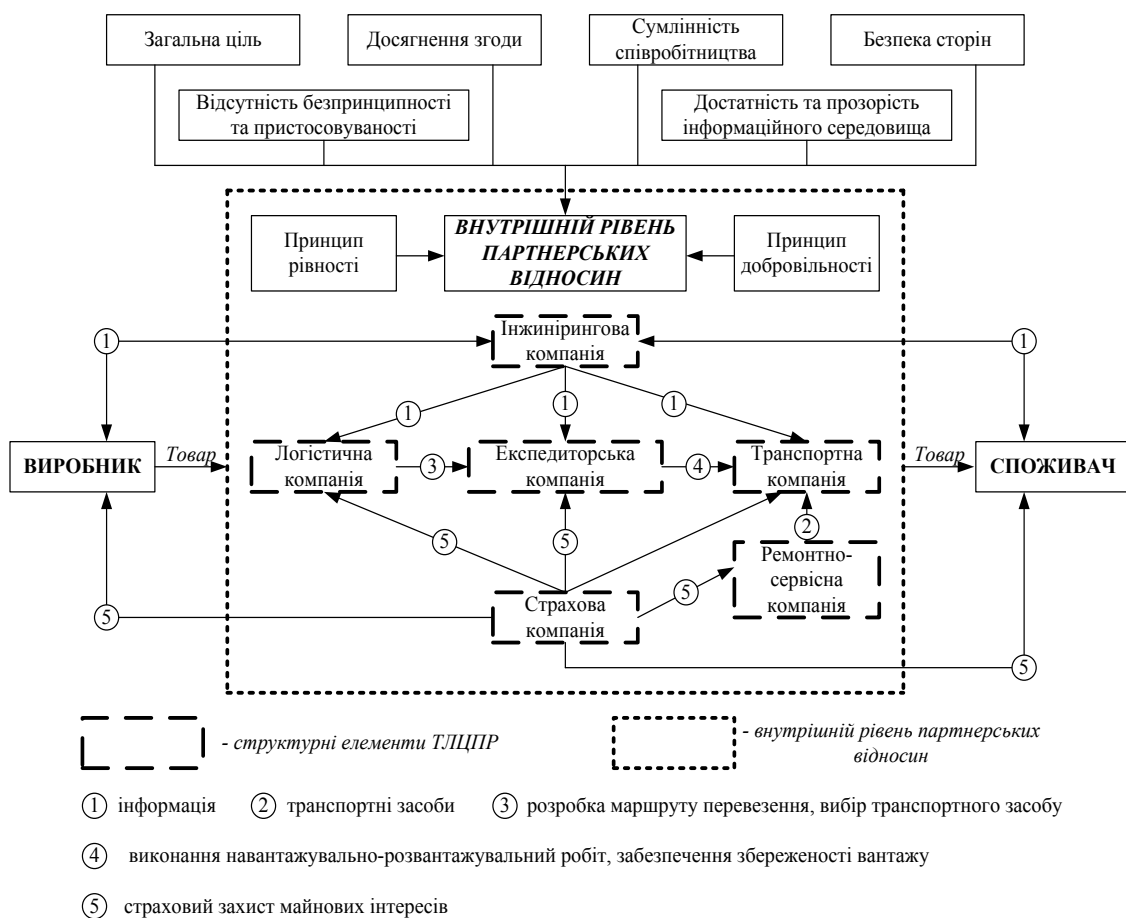 Загальна ціль
Досягнення згоди
Сумлінність
співробітництва
Безпека сторін
Відсутність безпринципності
та пристосовуваності
Достатність та прозорість
інформаційного середовища
Принцип
рівності
ВНУТРІШНІЙ РІВЕНЬ
ПАРТНЕРСЬКИХ
ВІДНОСИН
Принцип
добровільності
Інжинірингова
компанія
1
1
1
1
1
ВИРОБНИК
Товар
Логістична
компанія
3
Експедиторська
компанія
4
Транспортна
компанія
Товар
СПОЖИВАЧ
5
5
2
Ремонтно-
сервісна
компанія
5
5
Страхова
компанія
5
- структурні елементи ТЛЦПР
- внутрішній рівень партнерських
відносин
1 інформація
2 транспортні засоби
3 розробка маршруту перевезення, вибір транспортного засобу
4 виконання навантажувально-розвантажувальний робіт, забезпечення збереженості вантажу
5 страховий захист майнових інтересів